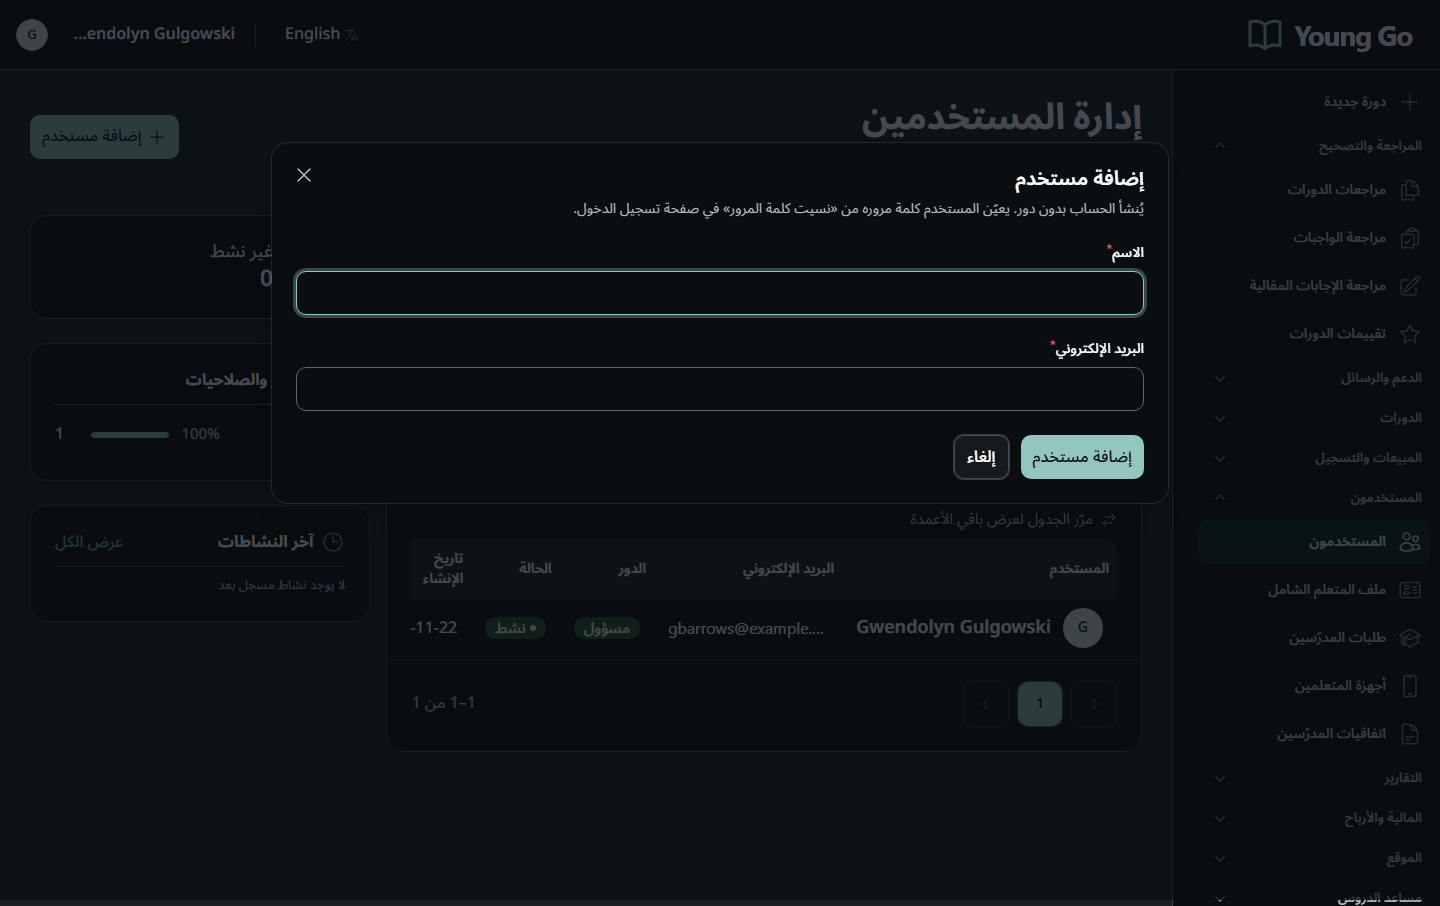 Young Go
English
...endolyn Gulgowski
G
دورة جديدة
المراجعة والتصحيح
مراجعات الدورات
مراجعة الواجبات
مراجعة الإجابات المقالية
تقييمات الدورات
الدعم والرسائل
الدورات
المبيعات والتسجيل
المستخدمون
المستخدمون
ملف المتعلم الشامل
طلبات المدرّسين
أجهزة المتعلمين
اتفاقيات المدرّسين
التقارير
المالية والأرباح
الموقع
مساعد الدروس
إدارة المستخدمين
إضافة مستخدم
إضافة مستخدم
يُنشأ الحساب بدون دور. يعيّن المستخدم كلمة مروره من «نسيت كلمة المرور» في صفحة تسجيل الدخول.
الاسم*
البريد الإلكتروني*
إضافة مستخدم
إلغاء
غير نشط
0
والصلاحيات
100%
1
مرّر الجدول لعرض باقي الأعمدة
المستخدم البريد الإلكتروني الدور الحالة تاريخ الإنشاء
G Gwendolyn Gulgowski gbarrows@example.... مسؤول نشط -11-22
1
1–1 من 1
آخر النشاطات
عرض الكل
لا يوجد نشاط مسجل بعد